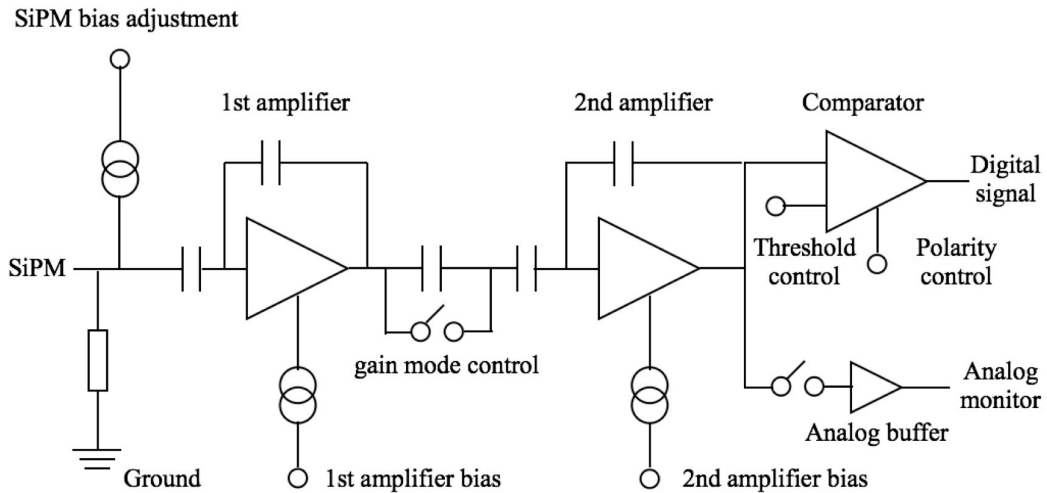 SiPM bias adjustment
1st amplifier
2nd amplifier
Comparator
Digital
signal
SiPM
Threshold
control
Polarity
control
gain mode control
Analog
monitor
Analog buffer
Ground
1st amplifier bias
2nd amplifier bias